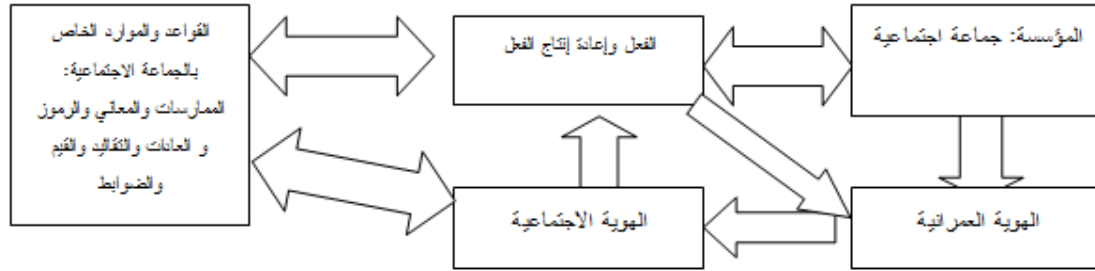 المؤسسة: جماعة اجتماعية
الفعل وإعادة إنتاج الفعل
القواعد والموارد الخاص
بالجماعة الاجتماعية:
الممارسات والمعاني والرموز
و العادات والتقاليد والقيم
والضوابط
الهوية العمرانية
الهوية الاجتماعية